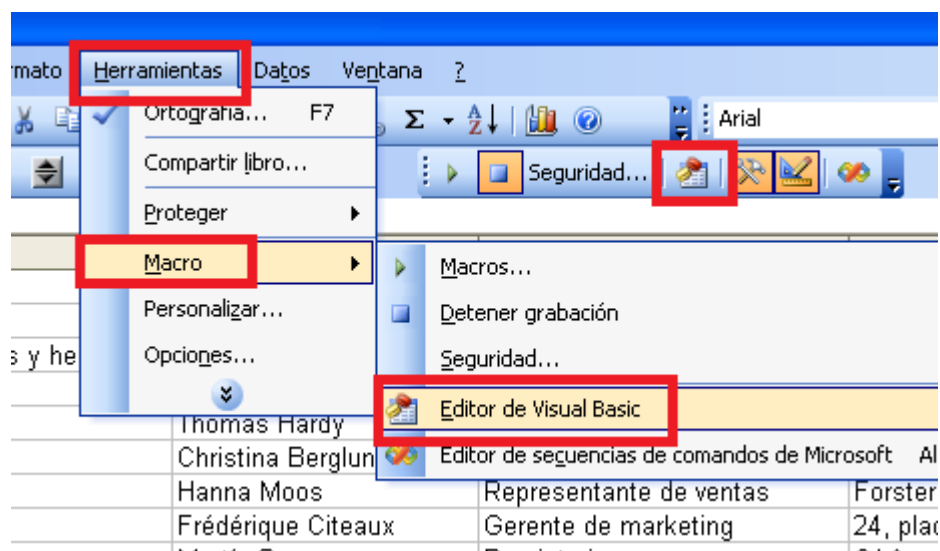 rmato Herramientas Datos Ventana ?
Ortografía... F7 Σ AZ Arial
Compartir libro... Seguridad...
Proteger
Macro Macros...
Personalizar... Detener grabación
s y he Opciones... Seguridad...
Editor de Visual Basic
Thomas Hardy
Christina Berglun Editor de secuencias de comandos de Microsoft Al
Hanna Moos Representante de ventas Forster
Frédérique Citeaux Gerente de marketing 24, plac